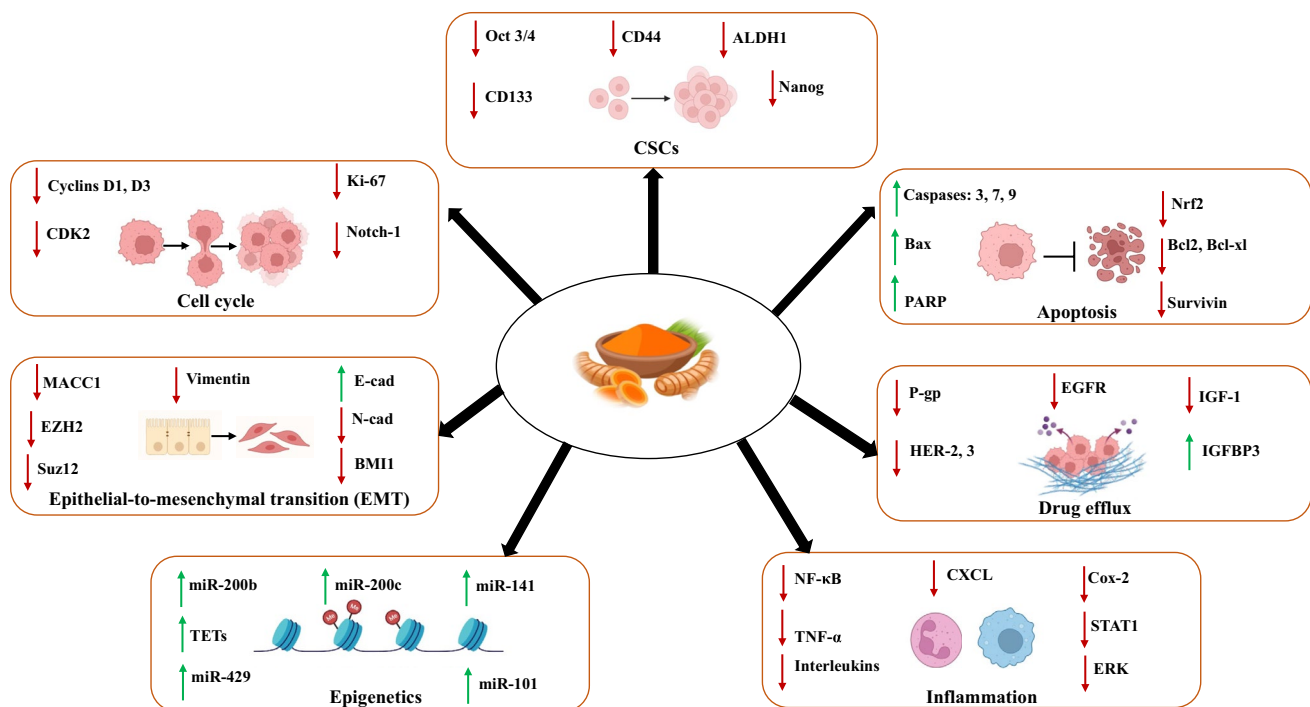 Oct 3/4
CD44
ALDH1
CD133
Nanog
CSCs
Cyclins D1, D3
Ki-67
CDK2
Notch-1
Cell cycle
Caspases: 3, 7, 9
Nrf2
Bax
Bcl2, Bcl-xl
PARP
Survivin
Apoptosis
MACC1
Vimentin
E-cad
EZH2
N-cad
Suz12
BMI1
Epithelial-to-mesenchymal transition (EMT)
P-gp
EGFR
IGF-1
HER-2, 3
IGFBP3
Drug efflux
miR-200b
miR-200c
miR-141
Me
Me
Me
TETs
miR-429
miR-101
Epigenetics
NF-κB
CXCL
Cox-2
TNF-α
STAT1
Interleukins
ERK
Inflammation